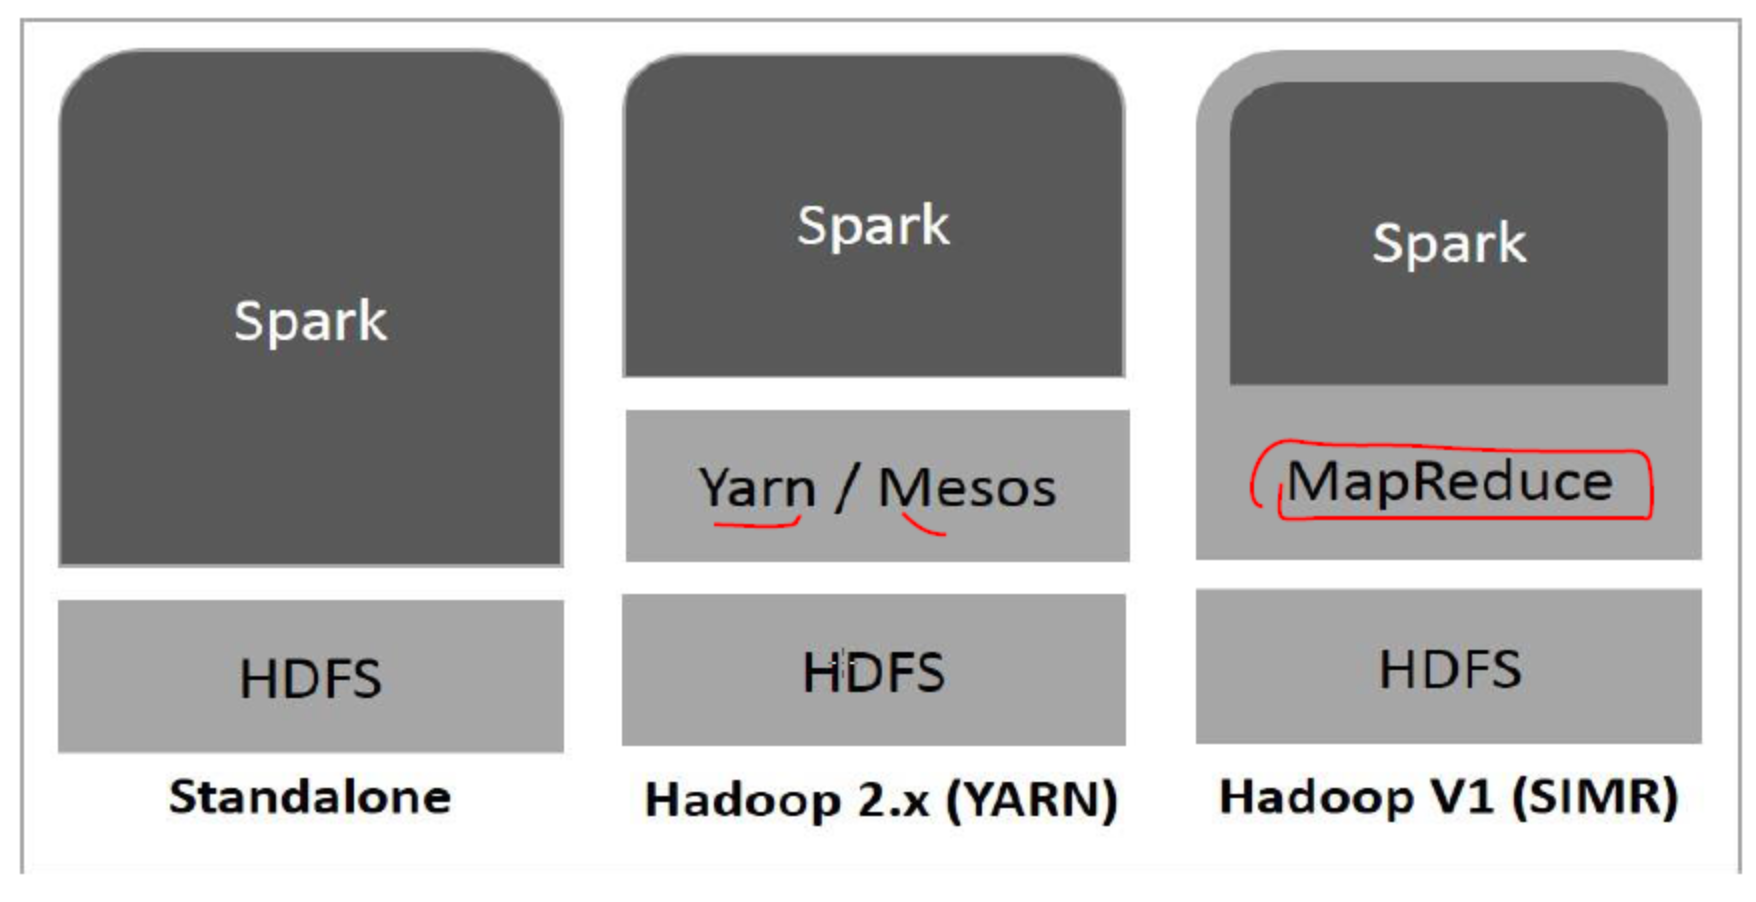 Spark
HDFS
Standalone
Spark
Yarn / Mesos
HDFS
Hadoop 2.x (YARN)
Spark
MapReduce
HDFS
Hadoop V1 (SIMR)